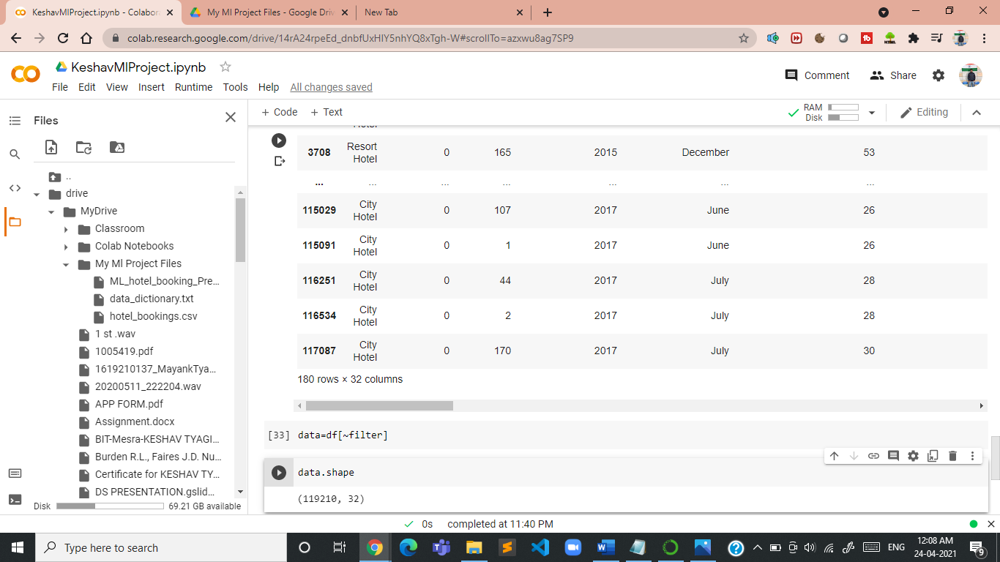 KeshavMlProject.ipynb - Colabor
My Ml Project Files - Google Driv
New Tab
colab.research.google.com/drive/14rA24rpeEd_dnbfUxHlY5nhYQ8xTgh-W#scrollTo=azxwu8ag7SP9
KeshavMlProject.ipynb
Comment Share
File Edit View Insert Runtime Tools Help All changes saved
Files
+ Code + Text
RAM
Disk
Editing
..
drive
MyDrive
Classroom
Colab Notebooks
My Ml Project Files
ML_hotel_booking_Pre...
data_dictionary.txt
hotel_bookings.csv
1 st .wav
1005419.pdf
1619210137_MayankTya...
20200511_222204.wav
APP FORM.pdf
Assignment.docx
BIT-Mesra-KESHAV TYAGI...
Burden R.L., Faires J.D. Nu...
Certificate for KESHAV TY...
DS PRESENTATION.gslid...
Disk 69.21 GB available
Hotel
3708 Resort Hotel 0 165 2015 December 53
... ... ... ... ... ... ...
115029 City Hotel 0 107 2017 June 26
115091 City Hotel 0 1 2017 June 26
116251 City Hotel 0 44 2017 July 28
116534 City Hotel 0 2 2017 July 28
117087 City Hotel 0 170 2017 July 30
180 rows × 32 columns
[33] data=df[~filter]
data.shape
(119210, 32)
0s completed at 11:40 PM
Type here to search
ENG
12:08 AM
24-04-2021
9